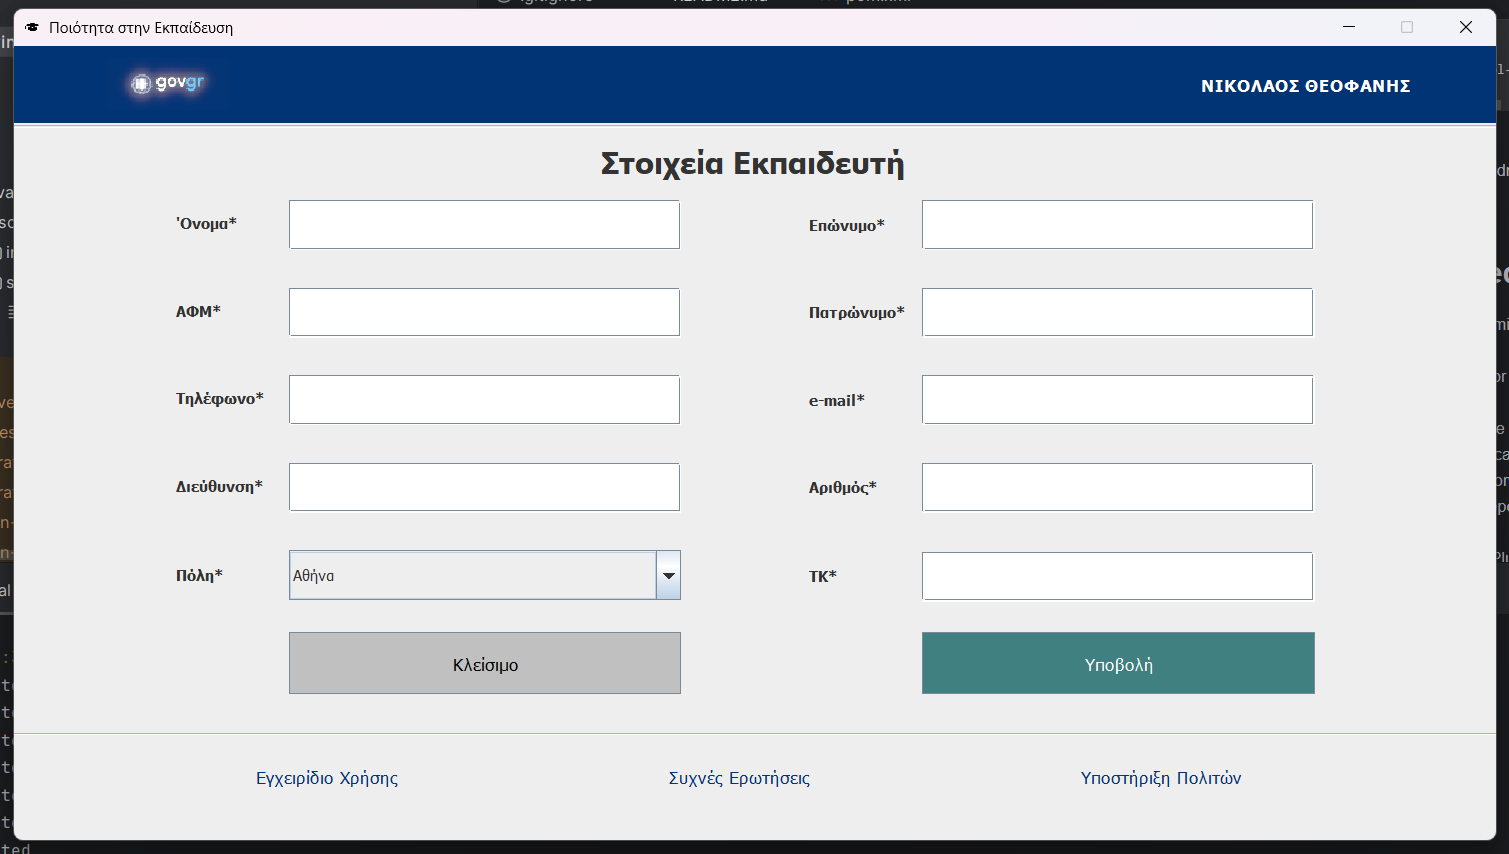 Ποιότητα στην Εκπαίδευση
govgr
ΝΙΚΟΛΑΟΣ ΘΕΟΦΑΝΗΣ
Στοιχεία Εκπαιδευτή
'Ονομα*
Επώνυμο*
ΑΦΜ*
Πατρώνυμο*
Τηλέφωνο*
e-mail*
Διεύθυνση*
Αριθμός*
Πόλη*
Αθήνα
ΤΚ*
Κλείσιμο
Υποβολή
Εγχειρίδιο Χρήσης
Συχνές Ερωτήσεις
Υποστήριξη Πολιτών